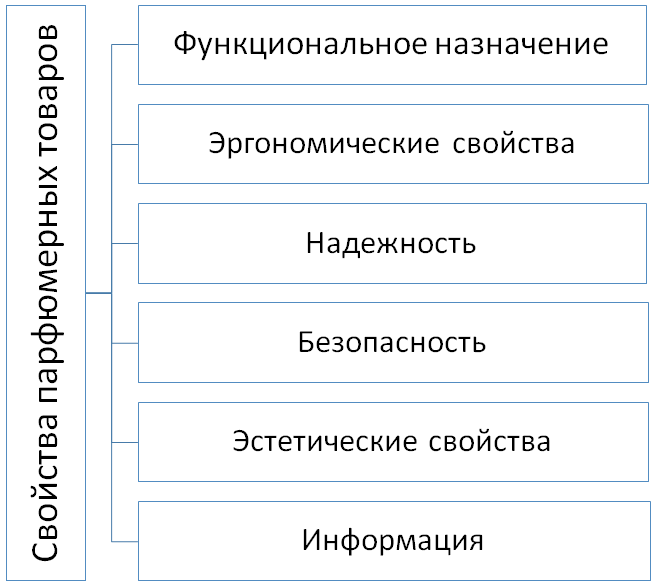 Свойства парфюмерных товаров
Функциональное назначение
Эргономические свойства
Надежность
Безопасность
Эстетические свойства
Информация